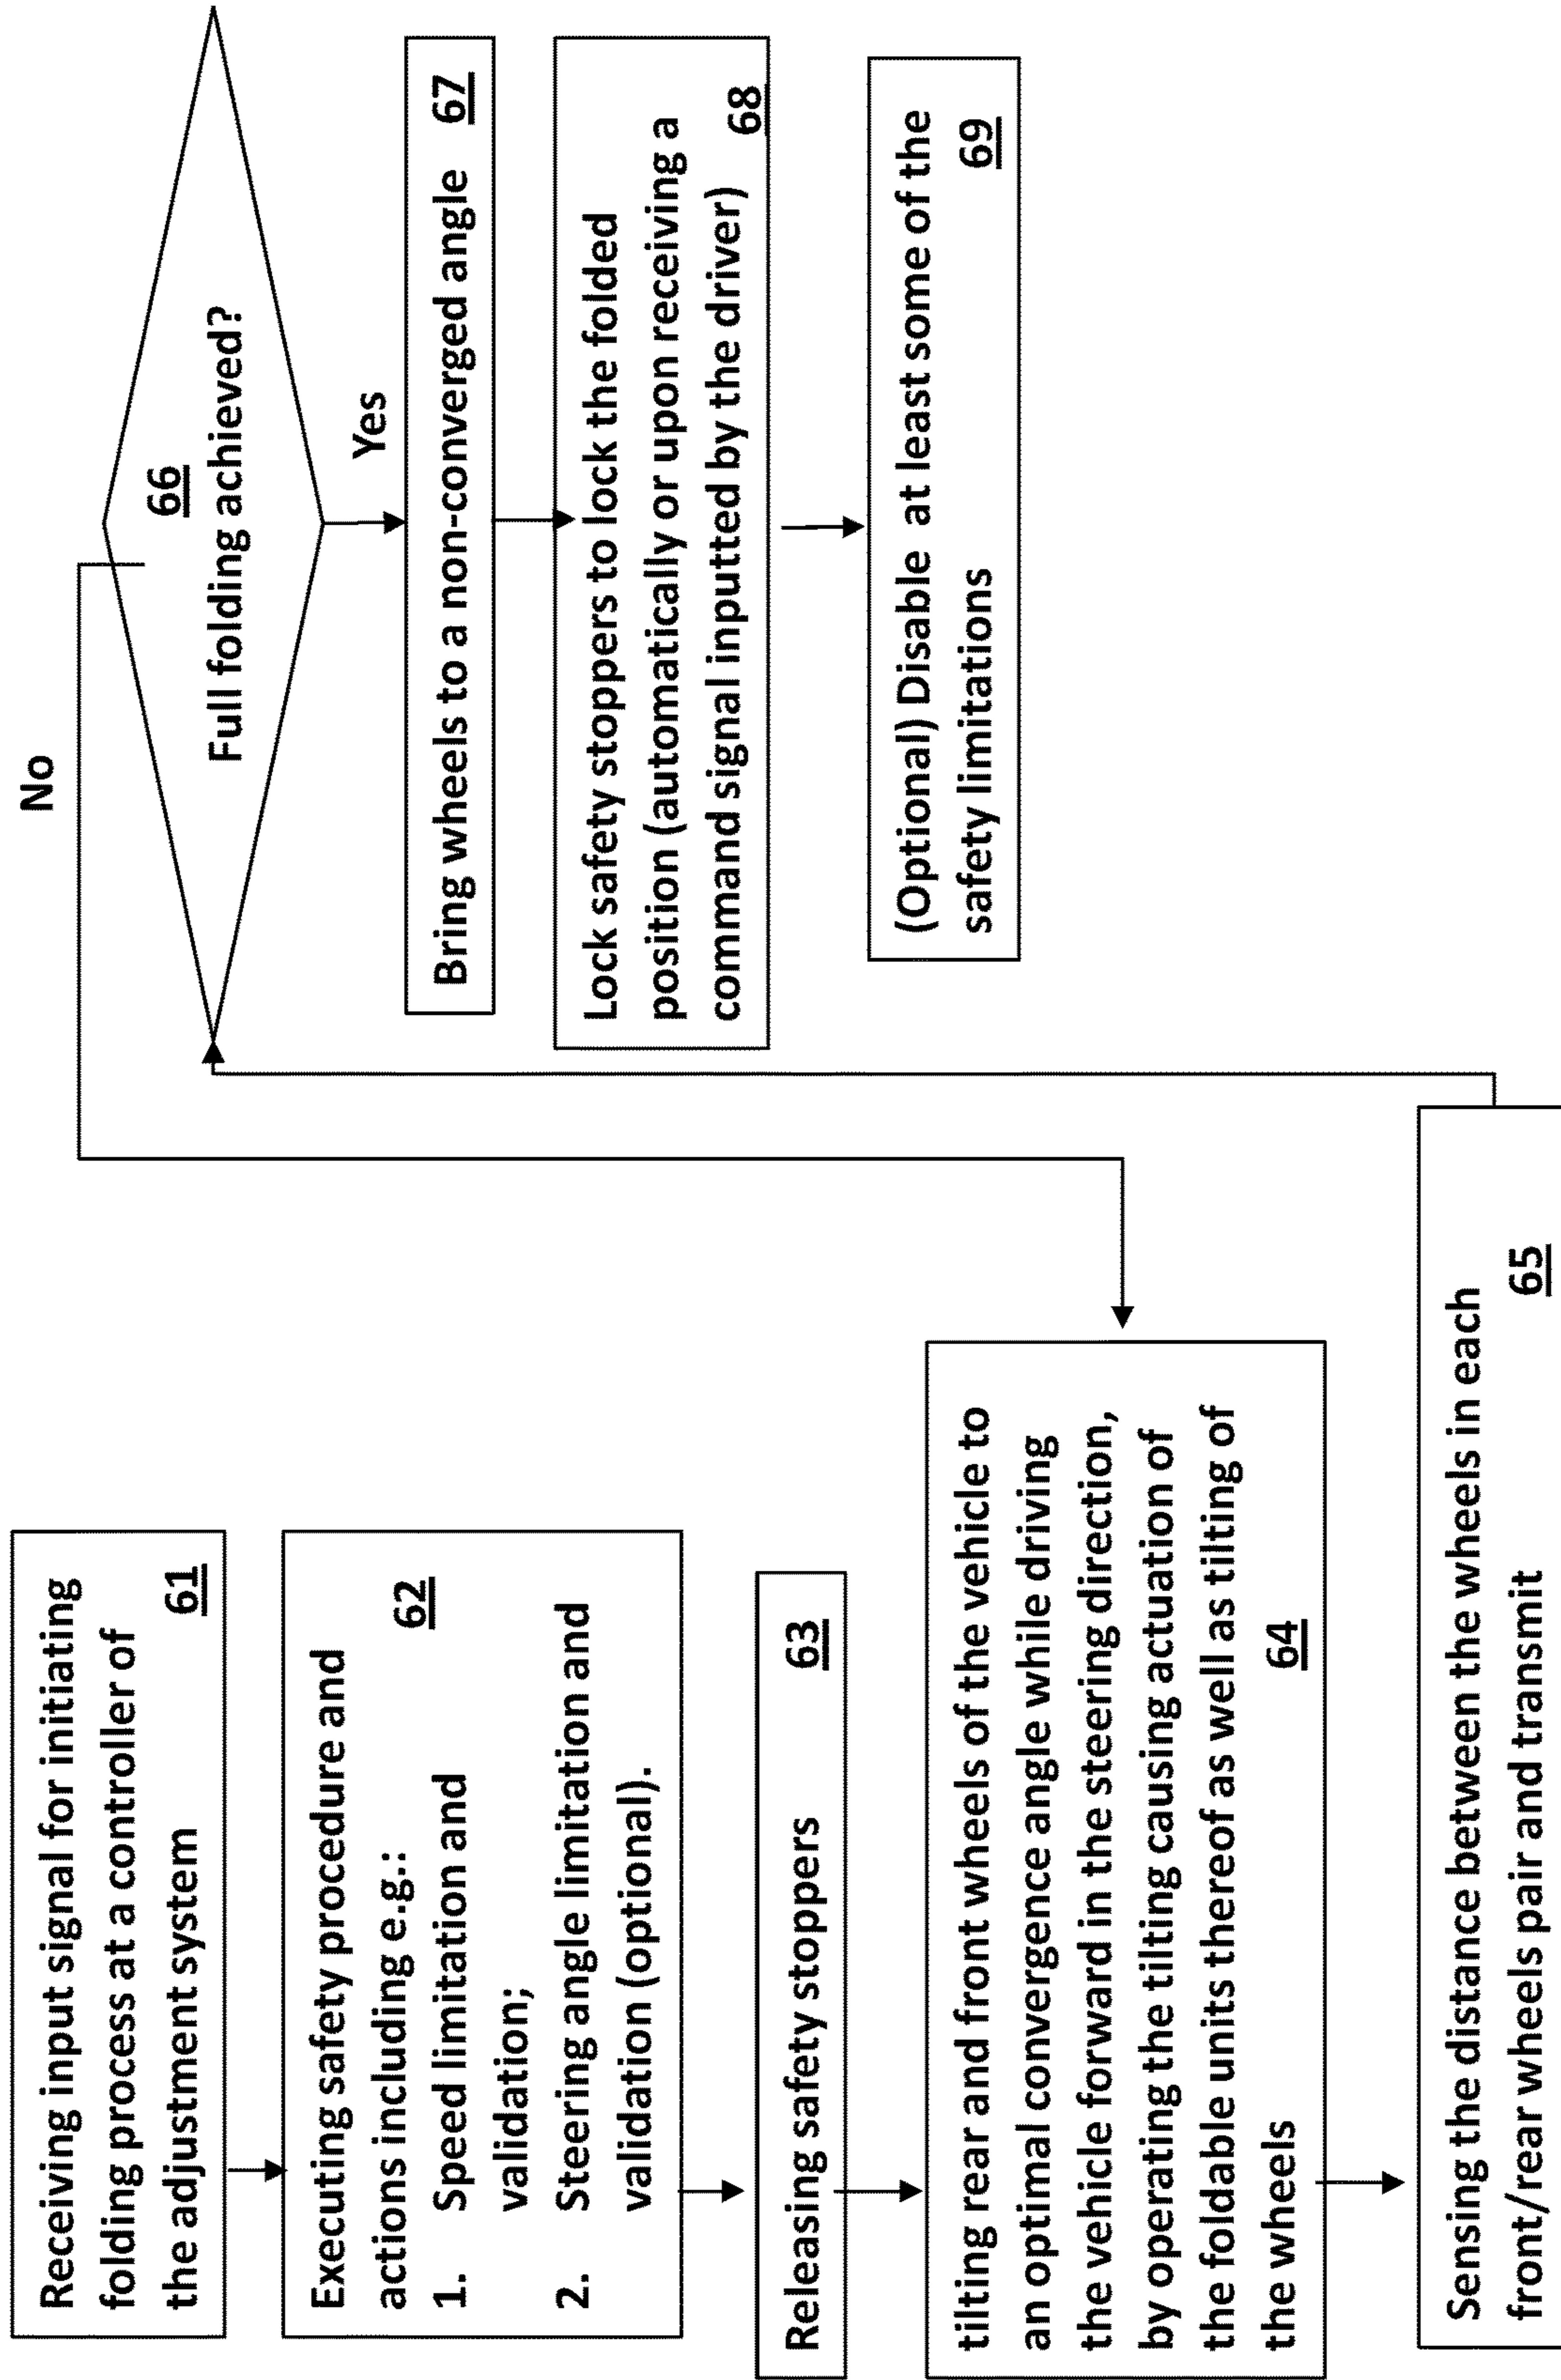 Receiving input signal for initiating
folding process at a controller of
the adjustment system
61
Executing safety procedure and
actions including e.g.:
62
1. Speed limitation and
validation;
2. Steering angle limitation and
validation (optional).
Releasing safety stoppers 63
tilting rear and front wheels of the vehicle to
an optimal convergence angle while driving
the vehicle forward in the steering direction,
by operating the tilting causing actuation of
the foldable units thereof as well as tilting of
the wheels
64
Sensing the distance between the wheels in each
front/rear wheels pair and transmit
65
No
66
Full folding achieved?
Yes
Bring wheels to a non-converged angle 67
Lock safety stoppers to lock the folded
position (automatically or upon receiving a
command signal inputted by the driver)
68
(Optional) Disable at least some of the
safety limitations
69